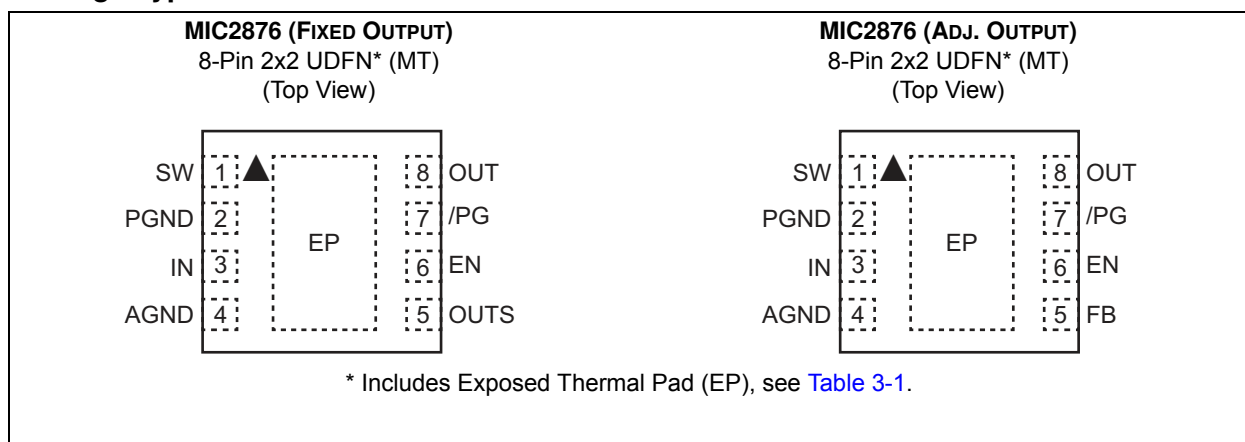 MIC2876 (FIXED OUTPUT)
8-Pin 2x2 UDFN* (MT)
(Top View)
SW 1 8 OUT
PGND 2 7 /PG
EP
IN 3 6 EN
AGND 4 5 OUTS
MIC2876 (ADJ. OUTPUT)
8-Pin 2x2 UDFN* (MT)
(Top View)
SW 1 8 OUT
PGND 2 7 /PG
EP
IN 3 6 EN
AGND 4 5 FB
* Includes Exposed Thermal Pad (EP), see Table 3-1.